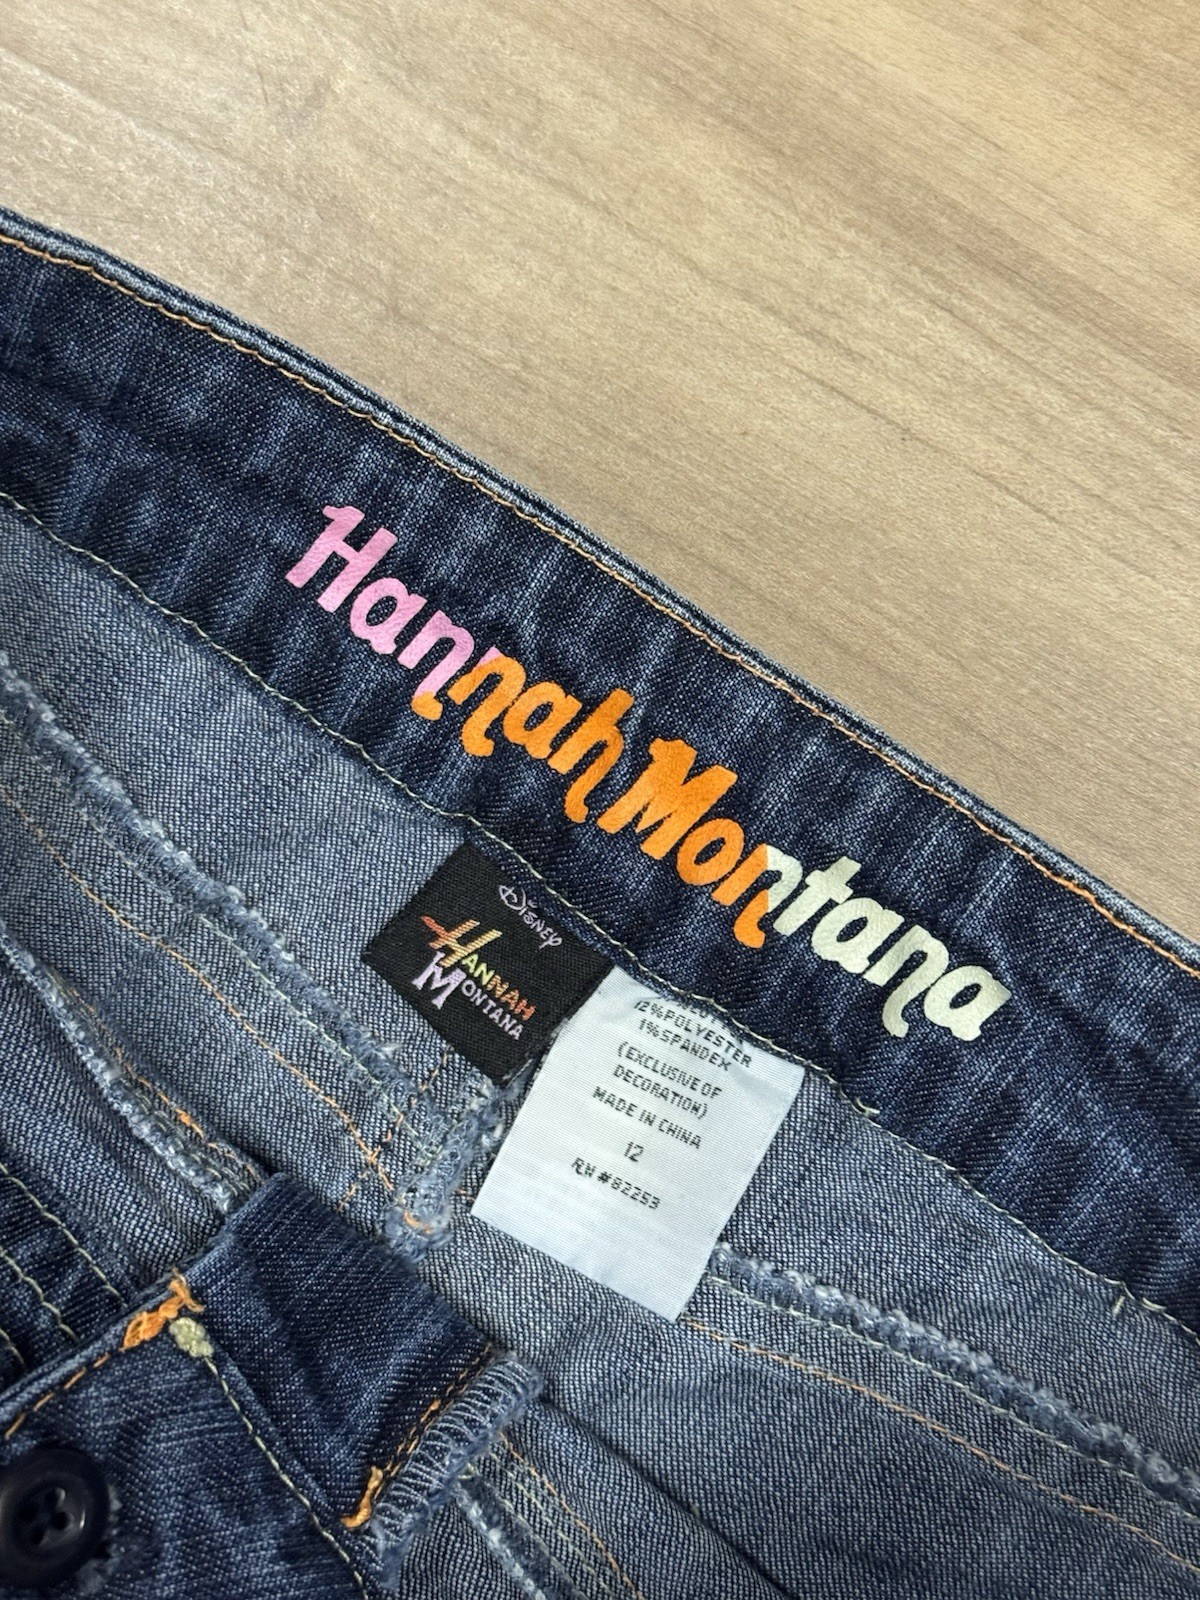 Hannah Montana
Disney
HANNAH
MONTANA
12%POLYESTER
1%SPANDEX
(EXCLUSIVE OF
DECORATION)
MADE IN CHINA
12
RN#82253